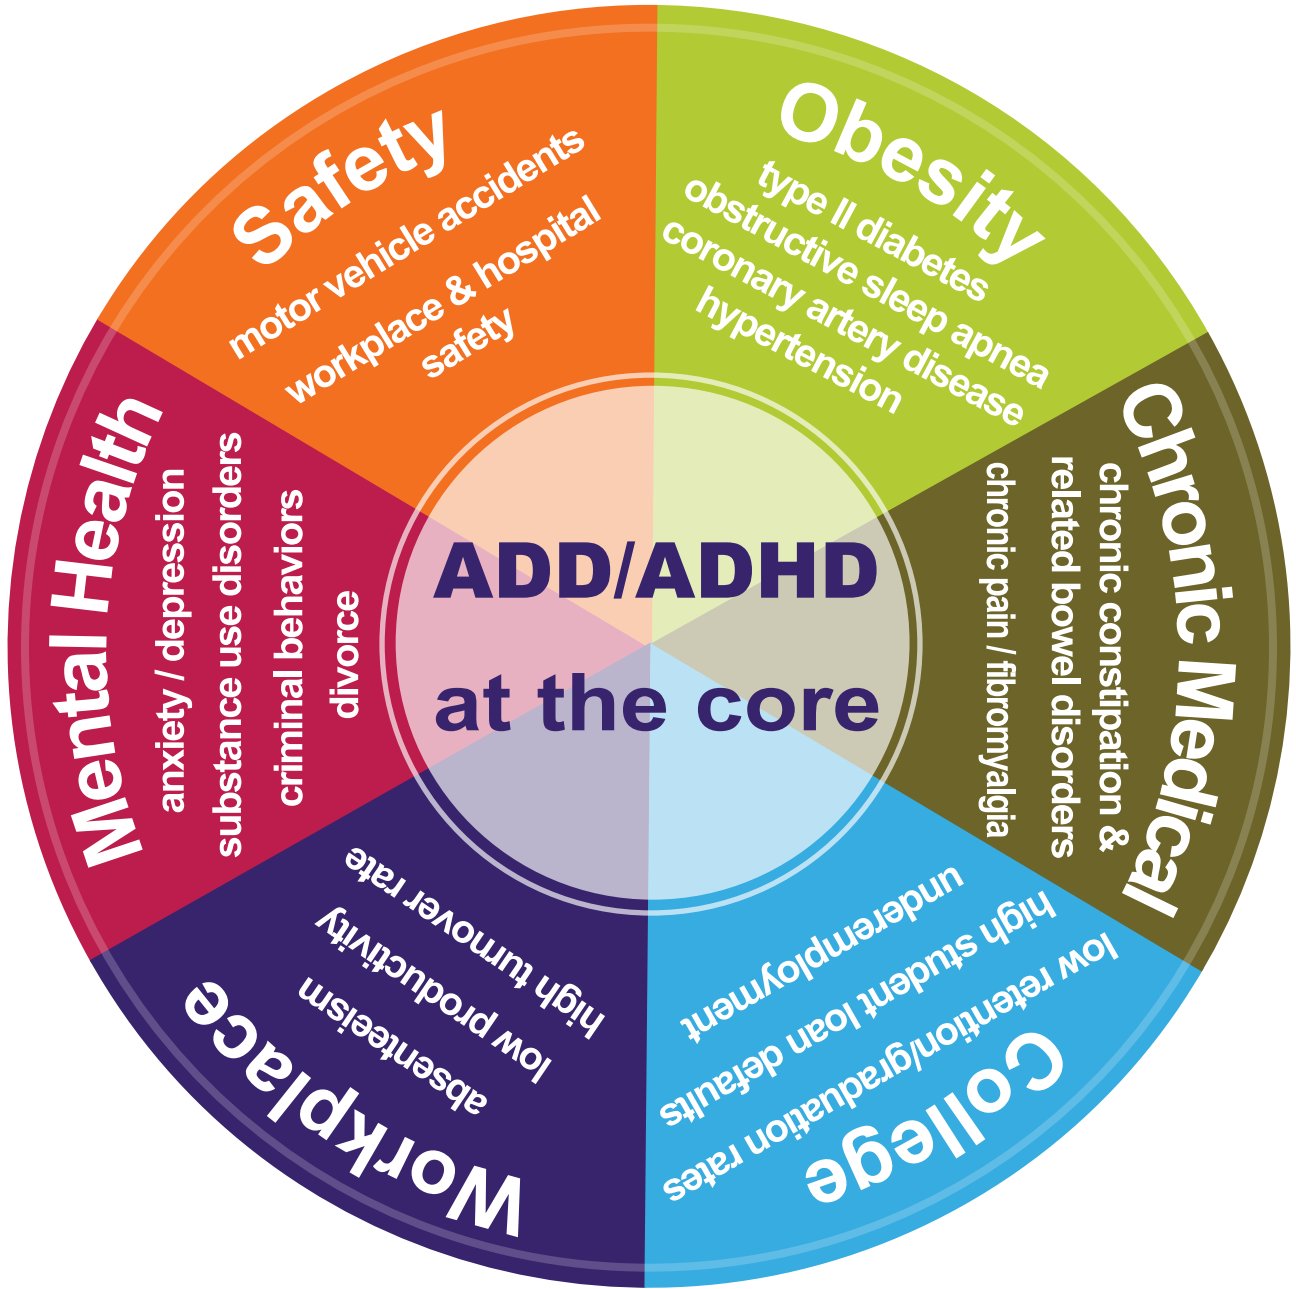 Safety
motor vehicle accidents
workplace & hospital
safety
Obesity
type II diabetes
obstructive sleep apnea
coronary artery disease
hypertension
Chronic Medical
chronic constipation &
related bowel disorders
chronic pain / fibromyalgia
College
low retention/graduation rates
high student loan defaults
underemployment
Workplace
absenteeism
low productivity
high turnover rate
Mental Health
anxiety / depression
substance use disorders
criminal behaviors
divorce
ADD/ADHD
at the core